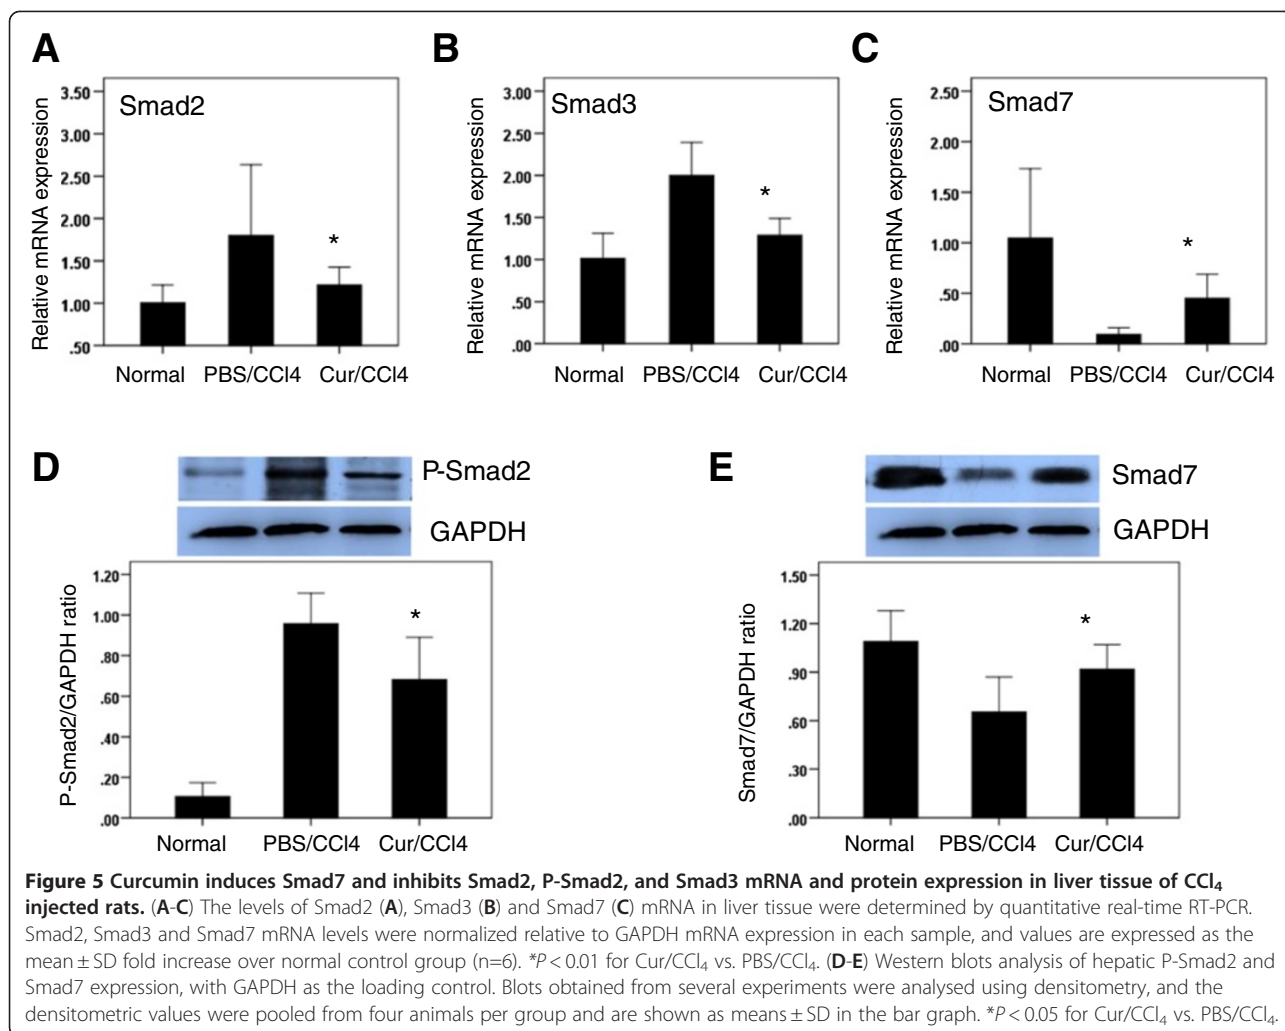 A
Smad2
Relative mRNA expression
3.50
3.00
2.50
2.00
1.50
1.00
.50
*
Normal PBS/CCl4 Cur/CCl4
B
Smad3
Relative mRNA expression
3.00
2.50
2.00
1.50
1.00
.50
.00
*
Normal PBS/CCl4 Cur/CCl4
C
Smad7
Relative mRNA expression
2.50
2.00
1.50
1.00
.50
.00
*
Normal PBS/CCl4 Cur/CCl4
D
P-Smad2
GAPDH
P-Smad2/GAPDH ratio
1.20
1.00
.80
.60
.40
.20
.00
*
Normal PBS/CCl4 Cur/CCl4
E
Smad7
GAPDH
Smad7/GAPDH ratio
1.50
1.20
.90
.60
.30
.00
*
Normal PBS/CCl4 Cur/CCl4
Figure 5 Curcumin induces Smad7 and inhibits Smad2, P-Smad2, and Smad3 mRNA and protein expression in liver tissue of CCl₄
injected rats. (A-C) The levels of Smad2 (A), Smad3 (B) and Smad7 (C) mRNA in liver tissue were determined by quantitative real-time RT-PCR.
Smad2, Smad3 and Smad7 mRNA levels were normalized relative to GAPDH mRNA expression in each sample, and values are expressed as the
mean ± SD fold increase over normal control group (n=6). *P < 0.01 for Cur/CCl₄ vs. PBS/CCl₄. (D-E) Western blots analysis of hepatic P-Smad2 and
Smad7 expression, with GAPDH as the loading control. Blots obtained from several experiments were analysed using densitometry, and the
densitometric values were pooled from four animals per group and are shown as means ± SD in the bar graph. *P < 0.05 for Cur/CCl₄ vs. PBS/CCl₄.